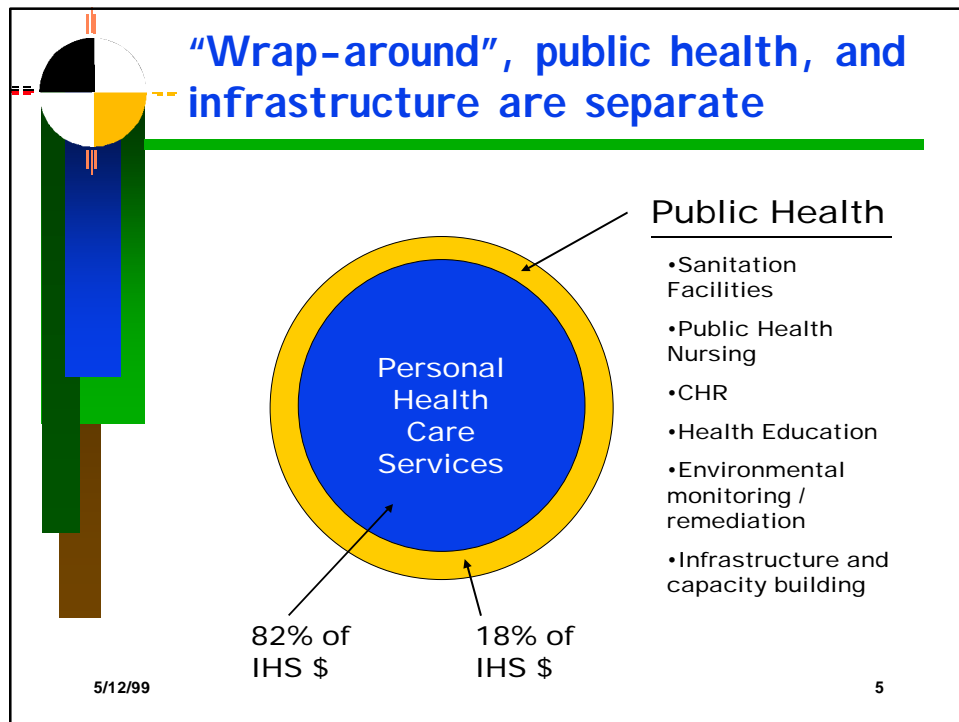 “Wrap-around”, public health, and
infrastructure are separate
Public Health
•Sanitation
Facilities
•Public Health
Nursing
•CHR
•Health Education
•Environmental
monitoring /
remediation
•Infrastructure and
capacity building
Personal
Health
Care
Services
82% of
IHS $
18% of
IHS $
5/12/99
5